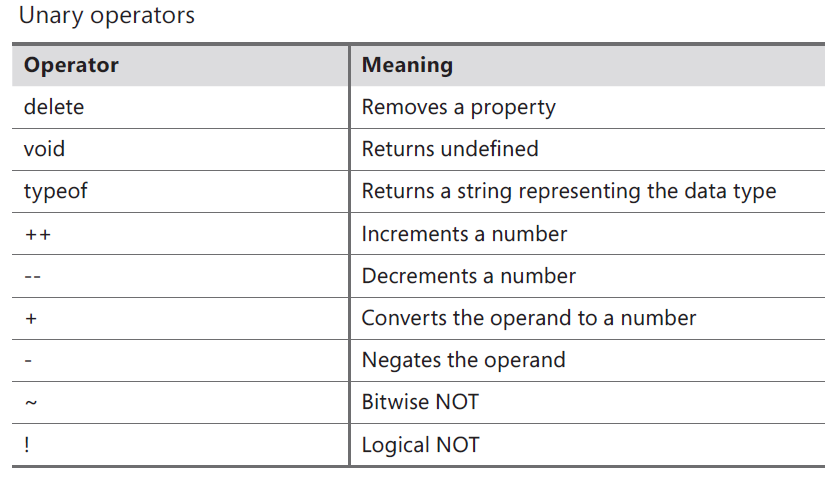 Unary operators
Operator Meaning
delete Removes a property
void Returns undefined
typeof Returns a string representing the data type
++ Increments a number
-- Decrements a number
+ Converts the operand to a number
- Negates the operand
~ Bitwise NOT
! Logical NOT